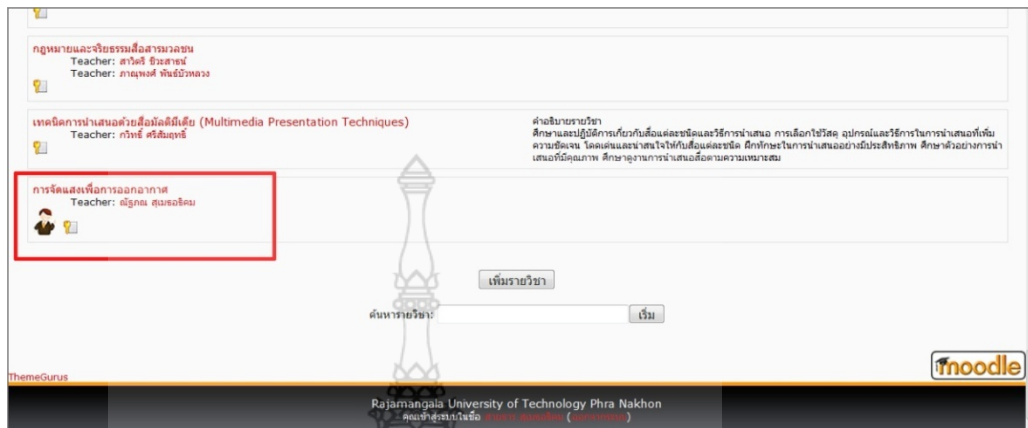 กฎหมายและจริยธรรมสื่อสารมวลชน
Teacher: สาวิตรี ชีวะสาธน์
Teacher: ภาณุพงศ์ พันธ์บัวหลวง
เทคนิคการนำเสนอด้วยสื่อมัลติมีเดีย (Multimedia Presentation Techniques)
Teacher: กวิทธิ์ ศรีสัมฤทธิ์
คำอธิบายรายวิชา
ศึกษาและปฏิบัติการเกี่ยวกับสื่อแต่ละชนิดและวิธีการนำเสนอ การเลือกใช้วัสดุ อุปกรณ์และวิธีการในการนำเสนอที่เพิ่ม
ความชัดเจน โดดเด่นและน่าสนใจให้กับสื่อแต่ละชนิด ฝึกทักษะในการนำเสนออย่างมีประสิทธิภาพ ศึกษาตัวอย่างการนำ
เสนอที่มีคุณภาพ ศึกษาดูงานการนำเสนอสื่อตามความเหมาะสม
การจัดแสงเพื่อการออกอากาศ
Teacher: ณัฐภณ สุเมธอธิคม
เพิ่มรายวิชา
ค้นหารายวิชา:
เริ่ม
moodle
ThemeGurus
Rajamangala University of Technology Phra Nakhon
คุณเข้าสู่ระบบในชื่อ